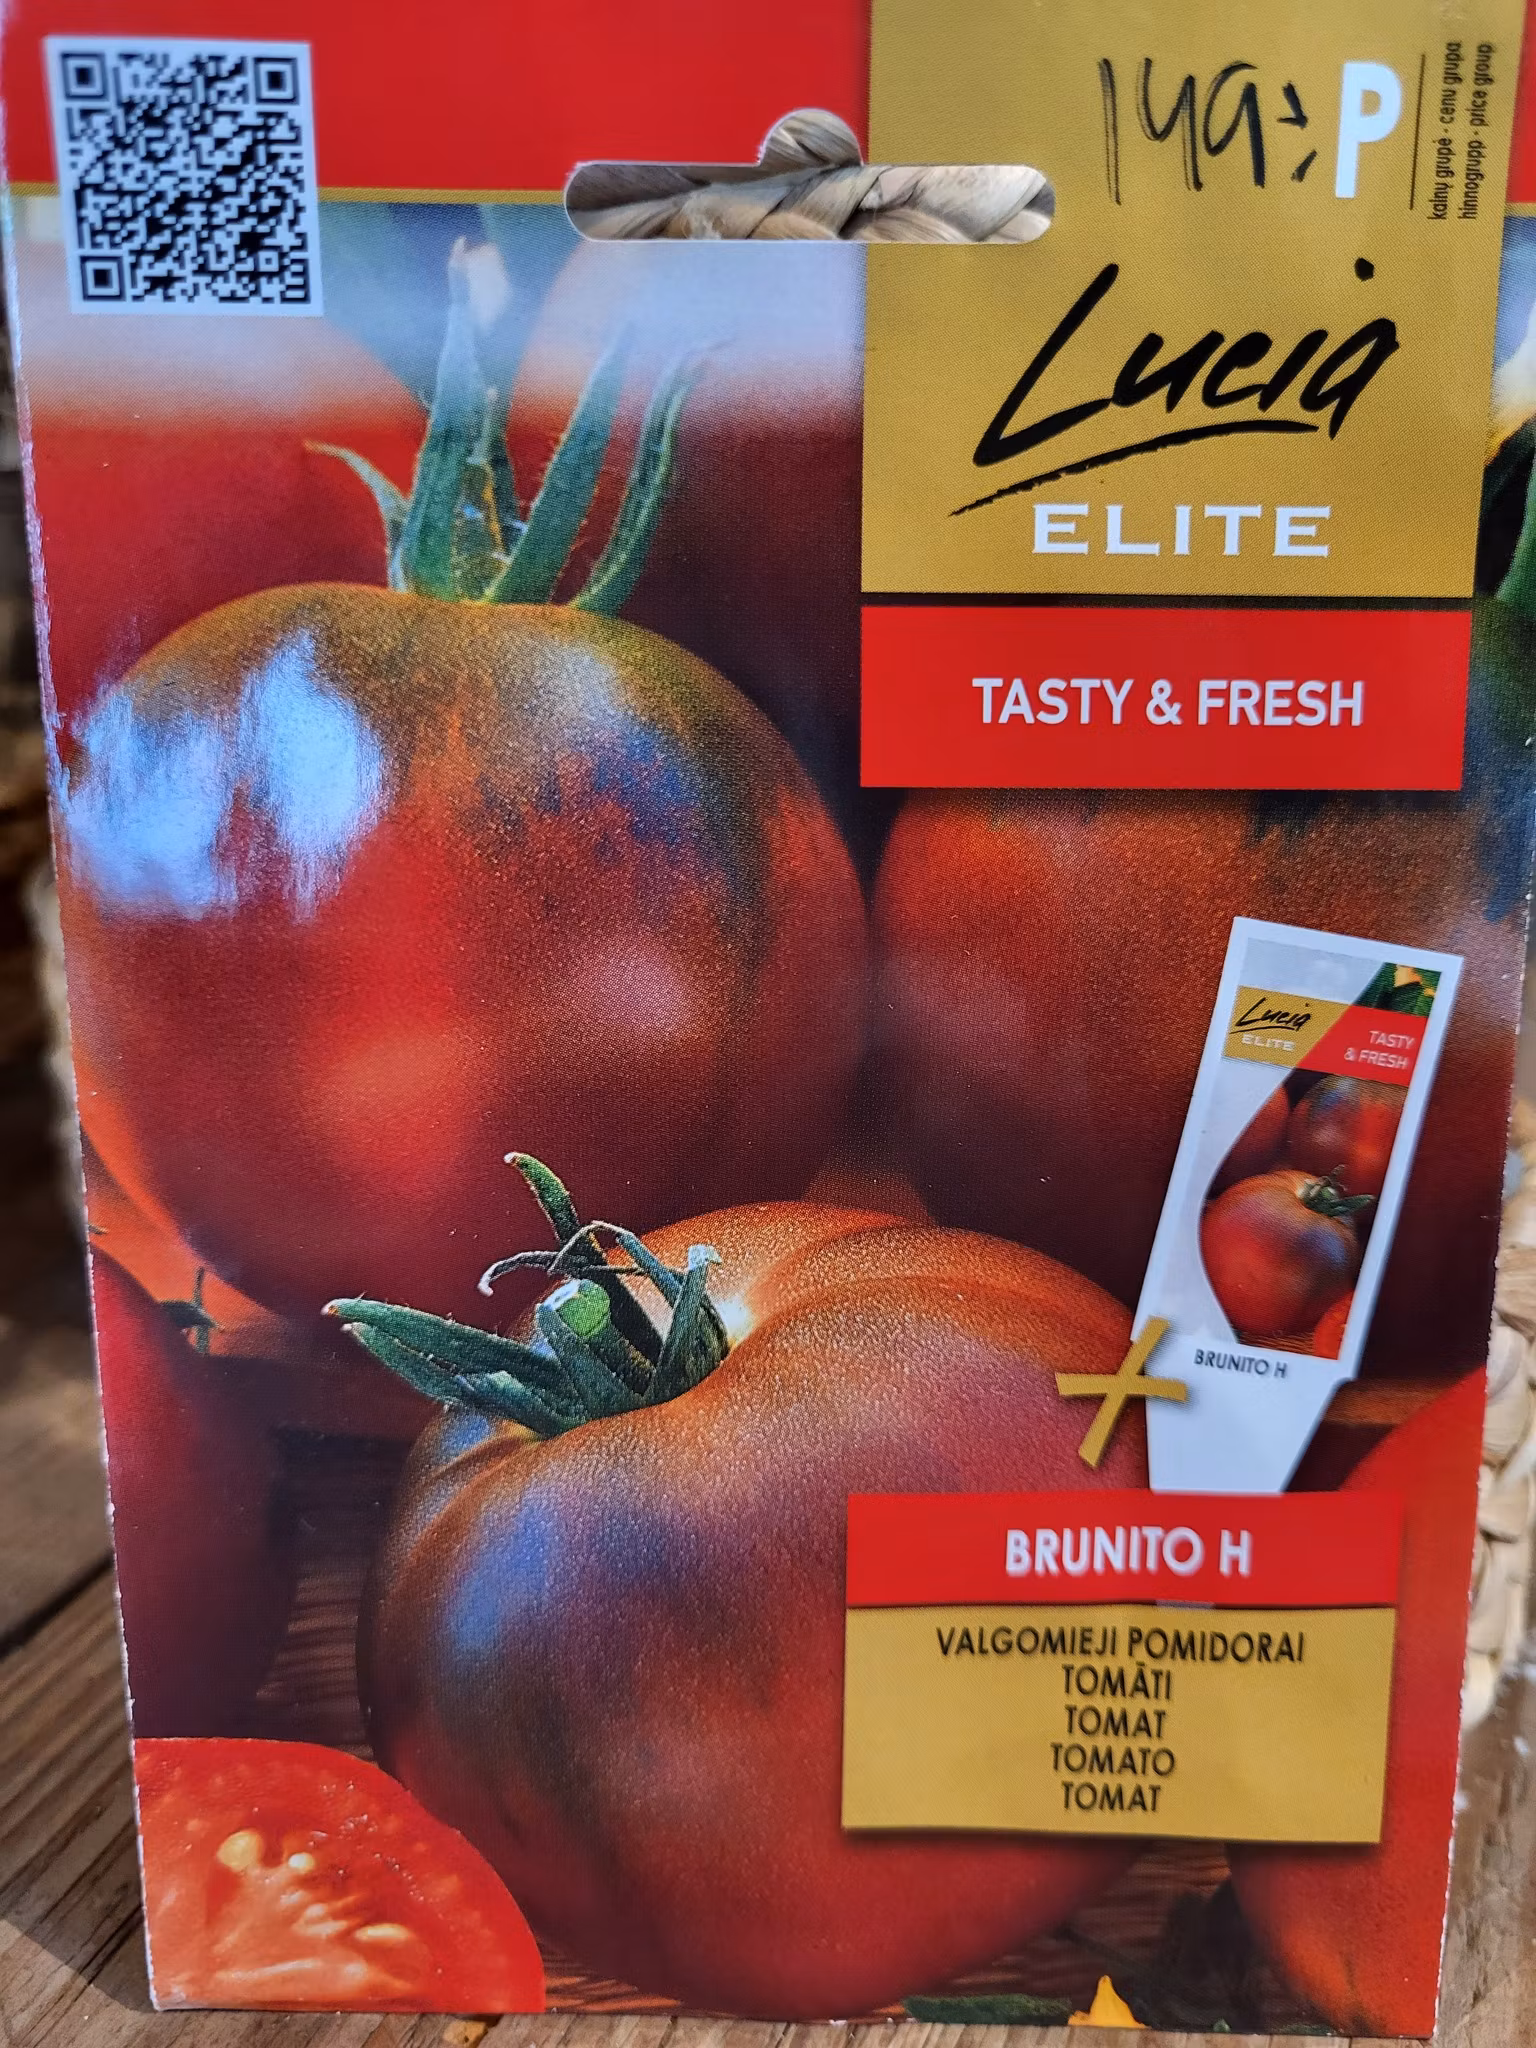 149:-
P
kainų grupė · cenu grupa
hinnogrupp · price group
Lucia
ELITE
TASTY & FRESH
Lucia
ELITE
TASTY
& FRESH
BRUNITO H
BRUNITO H
VALGOMIEJI POMIDORAI
TOMĀTI
TOMAT
TOMATO
TOMAT